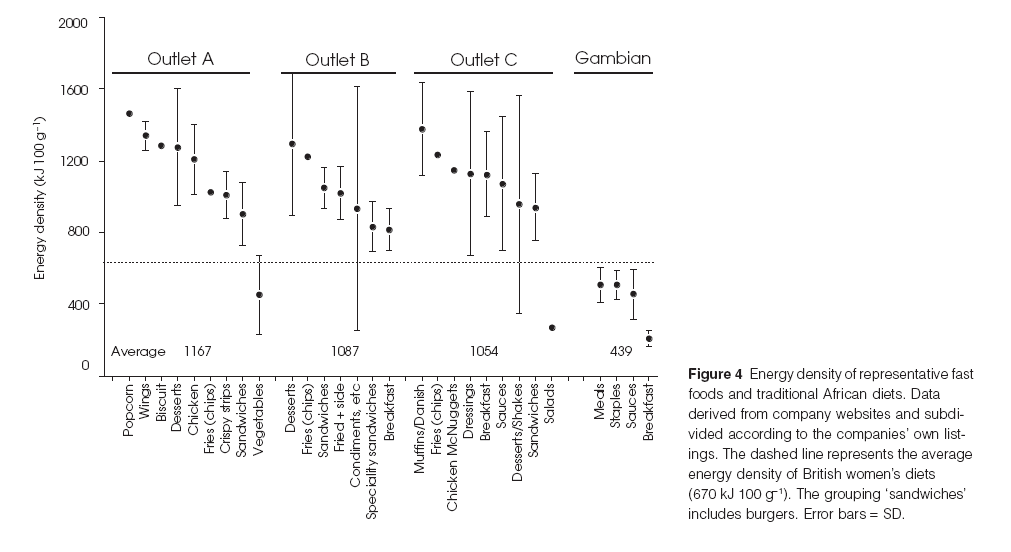 2000
1600
1200
800
400
0
Energy density (kJ 100 g⁻¹)
Outlet A
Outlet B
Outlet C
Gambian
Average 1167 1087 1054 439
Popcorn
Wings
Biscuit
Desserts
Chicken
Fries (chips)
Crispy strips
Sandwiches
Vegetables
Desserts
Fries (chips)
Sandwiches
Fried + side
Condiments, etc
Speciality sandwiches
Breakfast
Muffins/Danish
Fries (chips)
Chicken McNuggets
Dressings
Breakfast
Sauces
Desserts/Shakes
Sandwiches
Salads
Meals
Staples
Sauces
Breakfast
Figure 4 Energy density of representative fast
foods and traditional African diets. Data
derived from company websites and subdi-
vided according to the companies' own list-
ings. The dashed line represents the average
energy density of British women's diets
(670 kJ 100 g⁻¹). The grouping 'sandwiches'
includes burgers. Error bars = SD.